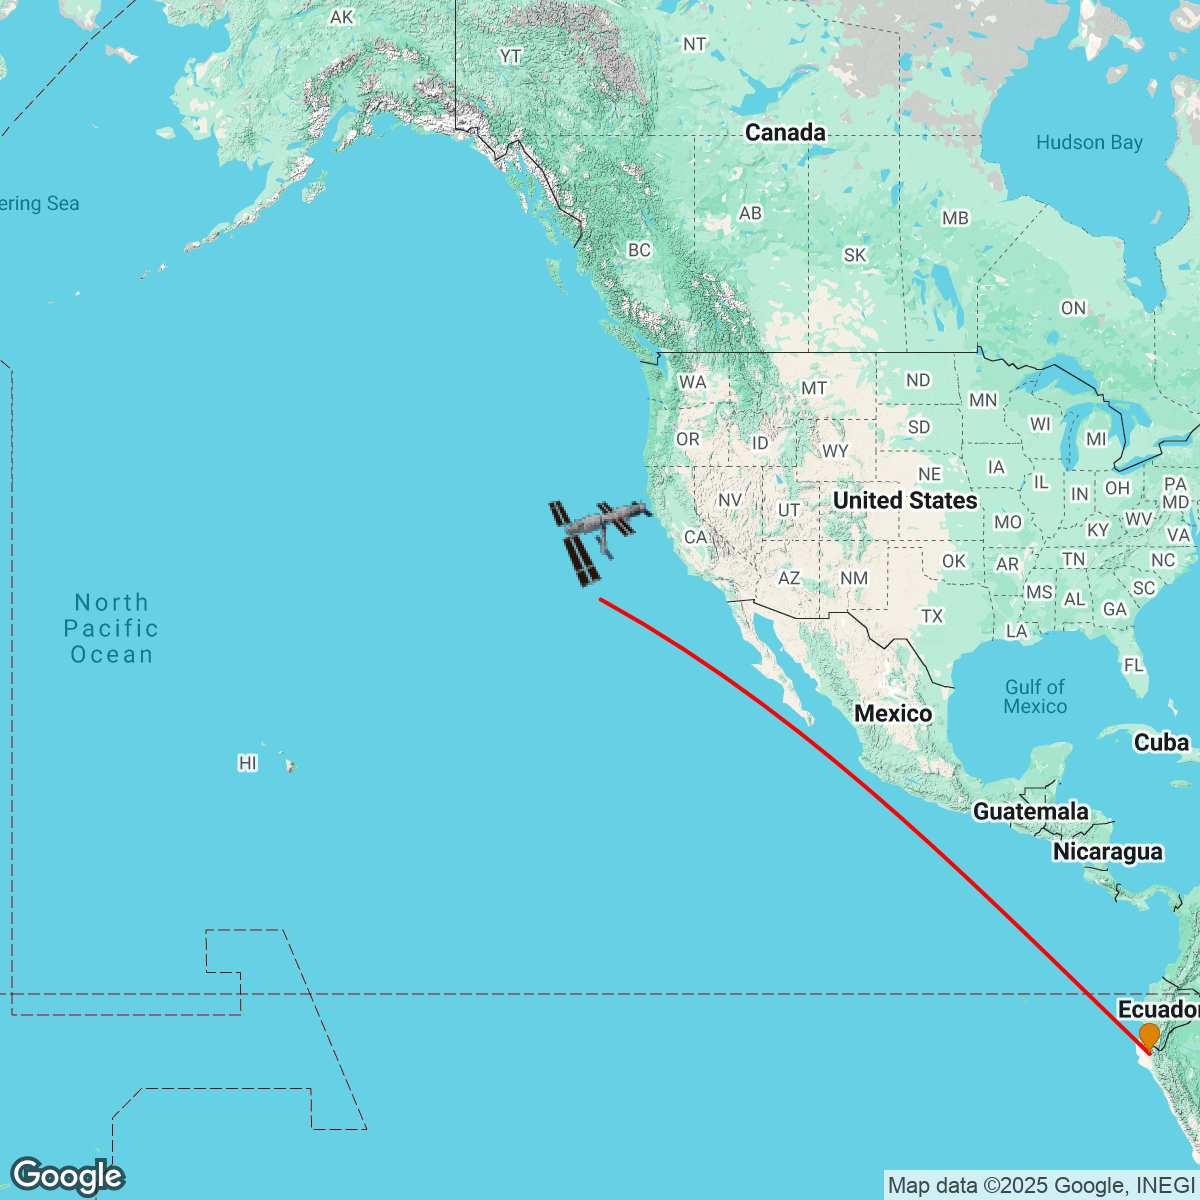 AK
YT
NT
Canada
Hudson Bay
ering Sea
AB
MB
BC
SK
ON
WA
MT
ND
MN
OR
ID
SD
WI
MI
WY
NE
IA
IL
IN
OH
PA
MD
NV
UT
United States
MO
KY
WV
VA
CA
AZ
NM
OK
AR
TN
NC
MS
AL
GA
SC
TX
LA
FL
North
Pacific
Ocean
Gulf of
Mexico
Mexico
Cuba
HI
Guatemala
Nicaragua
Ecuador
Google
Map data ©2025 Google, INEGI